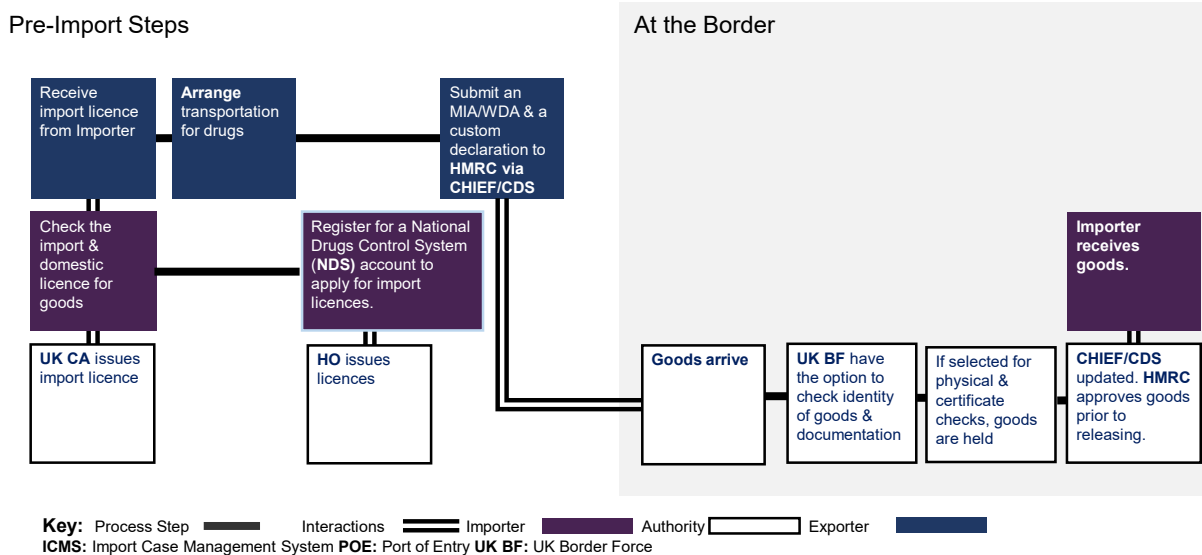 Pre-Import Steps
At the Border
Receive
import licence
from Importer
Arrange
transportation
for drugs
Submit an
MIA/WDA & a
custom
declaration to
HMRC via
CHIEF/CDS
Check the
import &
domestic
licence for
goods
Register for a National
Drugs Control System
(NDS) account to
apply for import
licences.
Importer
receives
goods.
UK CA issues
import licence
HO issues
licences
Goods arrive
UK BF have
the option to
check identity
of goods &
documentation
If selected for
physical &
certificate
checks, goods
are held
CHIEF/CDS
updated. HMRC
approves goods
prior to
releasing.
Key: Process Step Interactions Importer Authority Exporter
ICMS: Import Case Management System POE: Port of Entry UK BF: UK Border Force